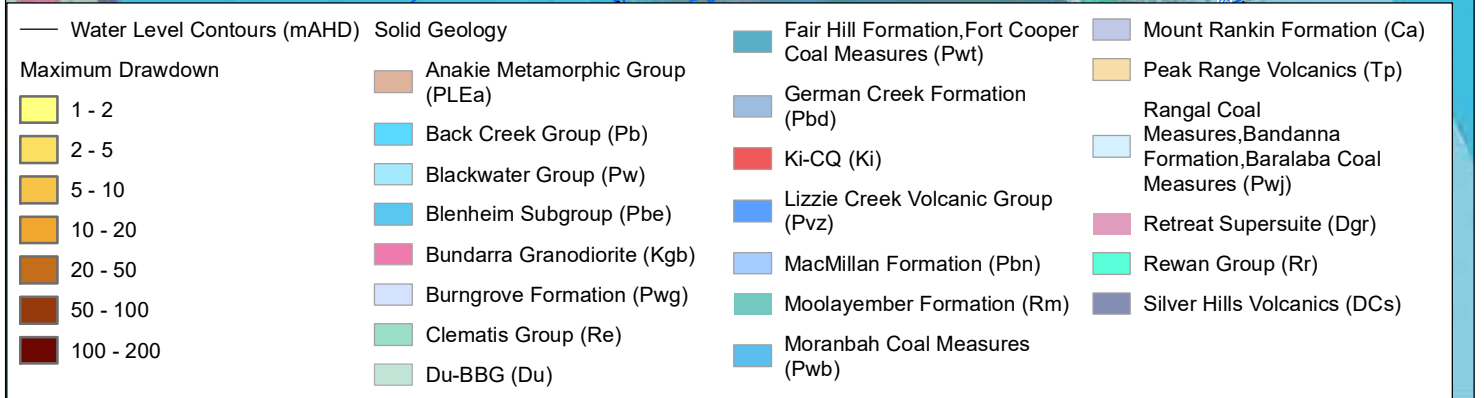 Water Level Contours (mAHD)
Maximum Drawdown
1 - 2
2 - 5
5 - 10
10 - 20
20 - 50
50 - 100
100 - 200
Solid Geology
Anakie Metamorphic Group
(PLEa)
Back Creek Group (Pb)
Blackwater Group (Pw)
Blenheim Subgroup (Pbe)
Bundarra Granodiorite (Kgb)
Burngrove Formation (Pwg)
Clematis Group (Re)
Du-BBG (Du)
Fair Hill Formation,Fort Cooper
Coal Measures (Pwt)
German Creek Formation
(Pbd)
Ki-CQ (Ki)
Lizzie Creek Volcanic Group
(Pvz)
MacMillan Formation (Pbn)
Moolayember Formation (Rm)
Moranbah Coal Measures
(Pwb)
Mount Rankin Formation (Ca)
Peak Range Volcanics (Tp)
Rangal Coal
Measures,Bandanna
Formation,Baralaba Coal
Measures (Pwj)
Retreat Supersuite (Dgr)
Rewan Group (Rr)
Silver Hills Volcanics (DCs)